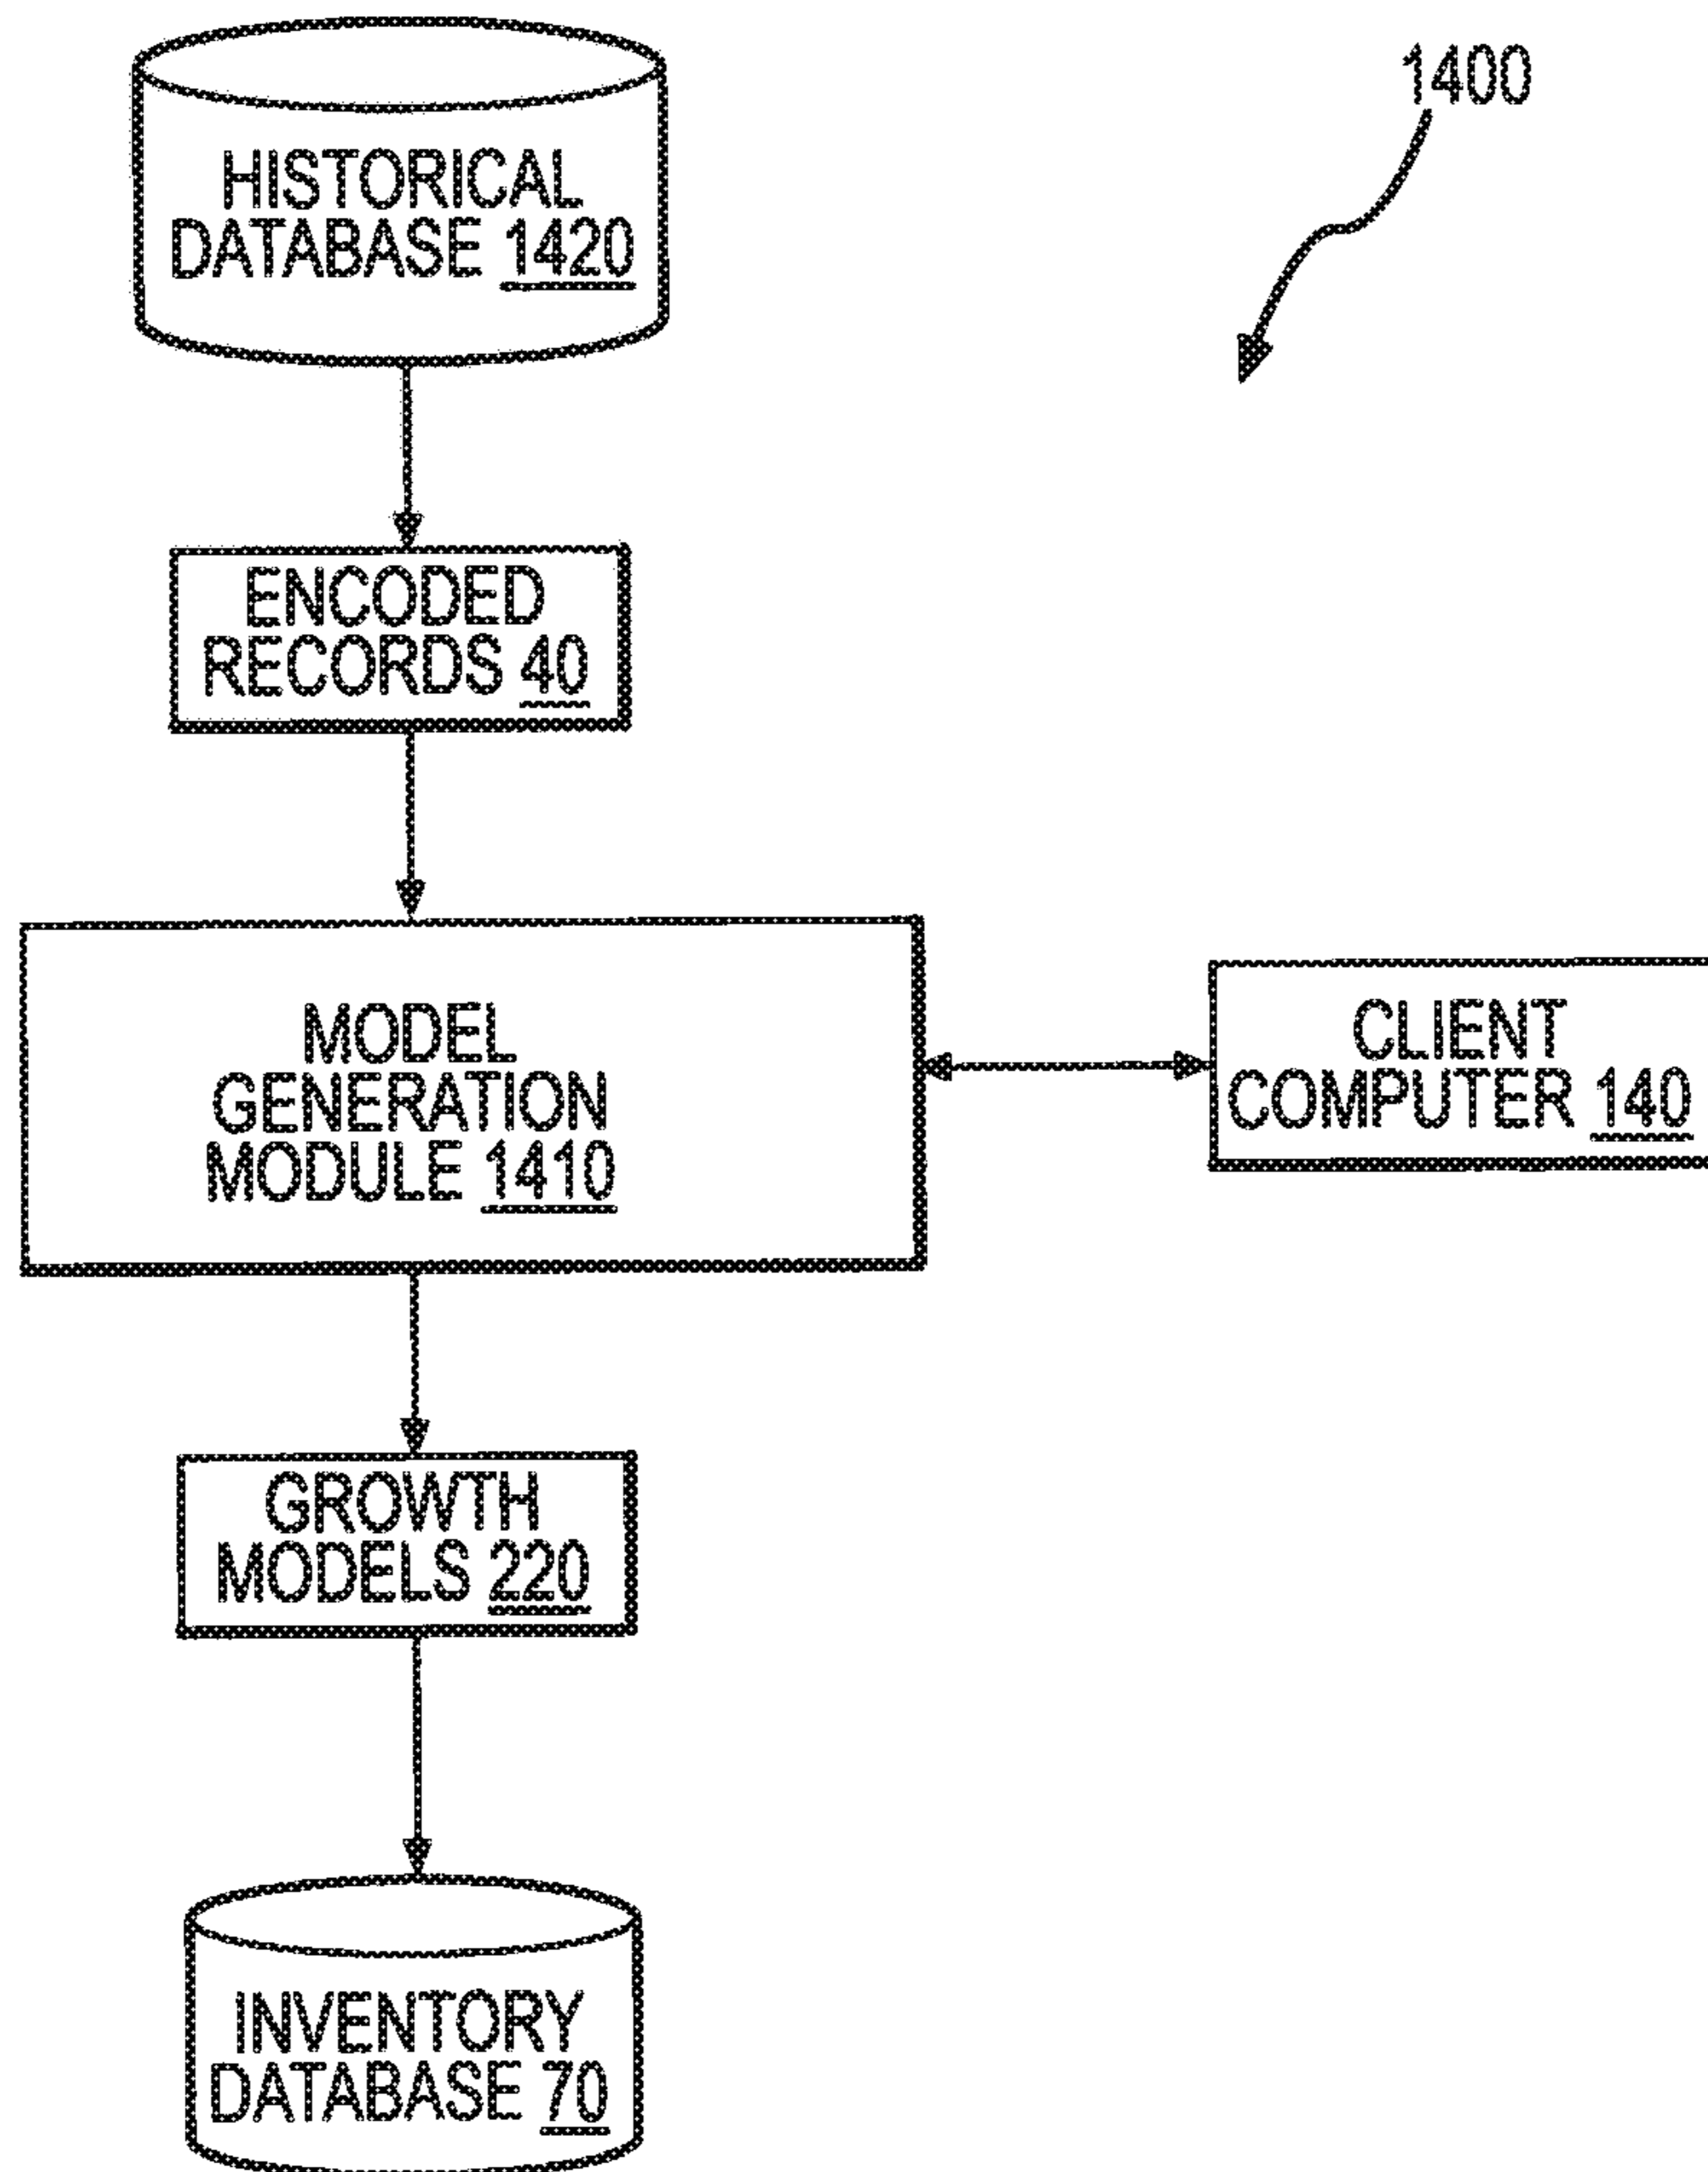 1400
HISTORICAL
DATABASE 1420
ENCODED
RECORDS 40
MODEL
GENERATION
MODULE 1410
CLIENT
COMPUTER 140
GROWTH
MODELS 220
INVENTORY
DATABASE 70